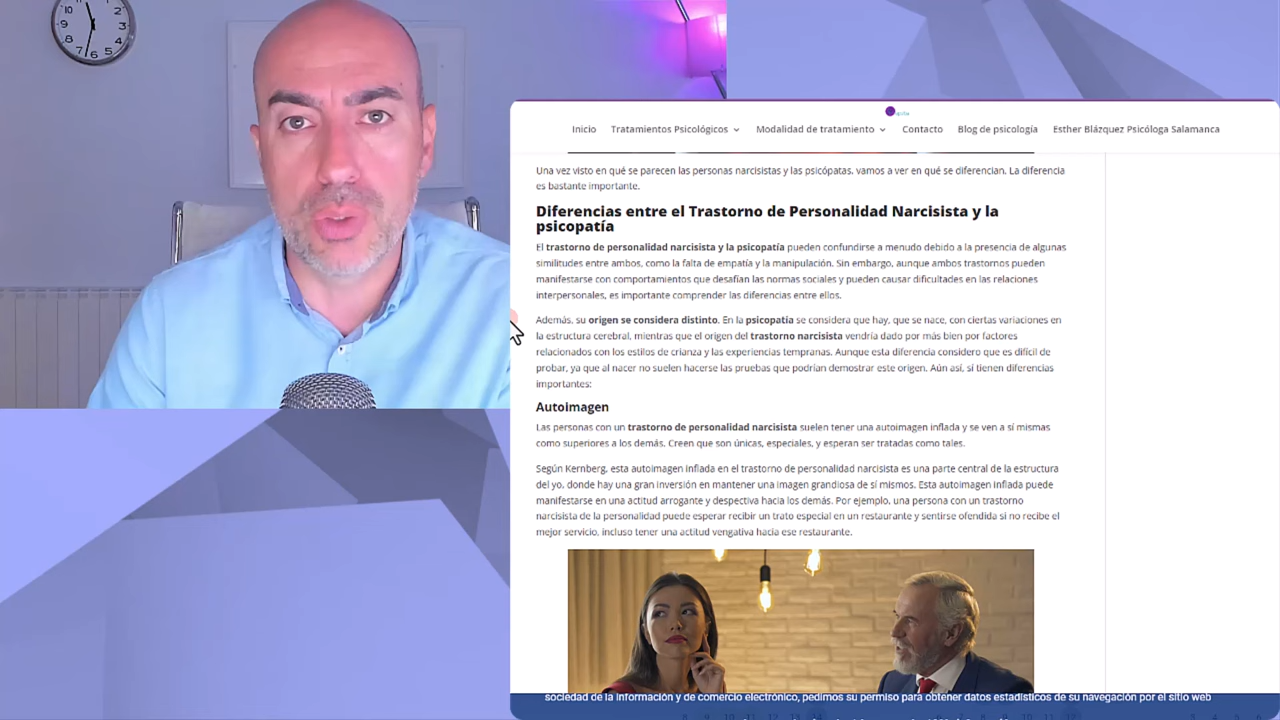 Inicio Tratamientos Psicológicos Modalidad de tratamiento Contacto Blog de psicología Esther Blázquez Psicóloga Salamanca
Una vez visto en qué se parecen las personas narcisistas y las psicópatas, vamos a ver en qué se diferencian. La diferencia
es bastante importante.
Diferencias entre el Trastorno de Personalidad Narcisista y la
psicopatía
El trastorno de personalidad narcisista y la psicopatía pueden confundirse a menudo debido a la presencia de algunas
similitudes entre ambos, como la falta de empatía y la manipulación. Sin embargo, aunque ambos trastornos pueden
manifestarse con comportamientos que desafían las normas sociales y pueden causar dificultades en las relaciones
interpersonales, es importante comprender las diferencias entre ellos.
Además, su origen se considera distinto. En la psicopatía se considera que hay, que se nace, con ciertas variaciones en
la estructura cerebral, mientras que el origen del trastorno narcisista vendría dado por más bien por factores
relacionados con los estilos de crianza y las experiencias tempranas. Aunque esta diferencia considero que es difícil de
probar, ya que al nacer no suelen hacerse las pruebas que podrían demostrar este origen. Aún así, sí tienen diferencias
importantes:
Autoimagen
Las personas con un trastorno de personalidad narcisista suelen tener una autoimagen inflada y se ven a sí mismas
como superiores a los demás. Creen que son únicas, especiales, y esperan ser tratadas como tales.
Según Kernberg, esta autoimagen inflada en el trastorno de personalidad narcisista es una parte central de la estructura
del yo, donde hay una gran inversión en mantener una imagen grandiosa de sí mismos. Esta autoimagen inflada puede
manifestarse en una actitud arrogante y despectiva hacia los demás. Por ejemplo, una persona con un trastorno
narcisista de la personalidad puede esperar recibir un trato especial en un restaurante y sentirse ofendida si no recibe el
mejor servicio, incluso tener una actitud vengativa hacia ese restaurante.
sociedad de la información y de comercio electrónico, pedimos su permiso para obtener datos estadísticos de su navegación por el sitio web